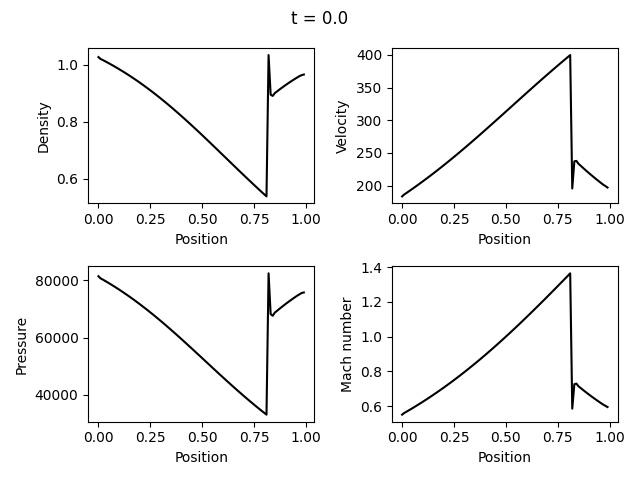 t = 0.0
1.0
0.8
0.6
Density
0.00 0.25 0.50 0.75 1.00
Position
400
350
300
250
200
Velocity
0.00 0.25 0.50 0.75 1.00
Position
80000
60000
40000
Pressure
0.00 0.25 0.50 0.75 1.00
Position
1.4
1.2
1.0
0.8
0.6
Mach number
0.00 0.25 0.50 0.75 1.00
Position